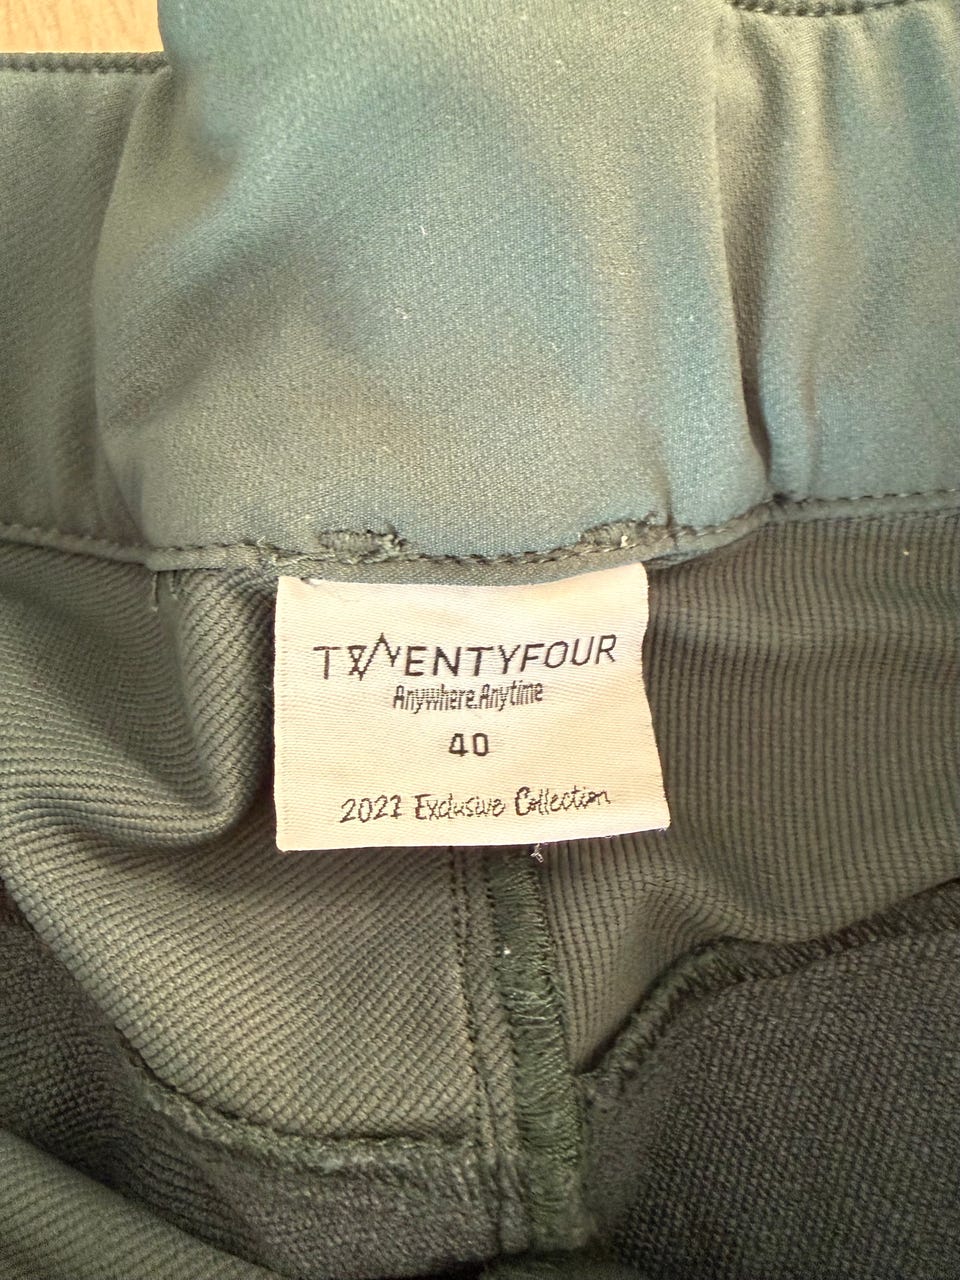 TWENTYFOUR
Anywhere.Anytime
40
2021 Exclusive Collection